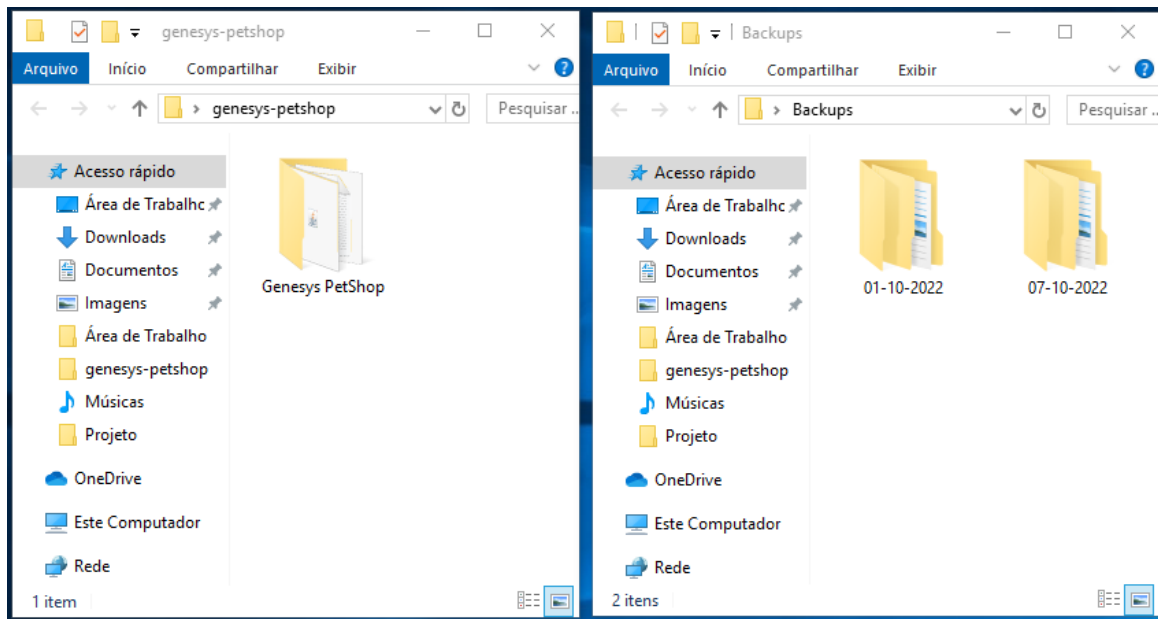 genesys-petshop
Arquivo Início Compartilhar Exibir
genesys-petshop
Pesquisar ..
Acesso rápido
Área de Trabalhc
Downloads
Documentos
Imagens
Área de Trabalho
genesys-petshop
Músicas
Projeto
OneDrive
Este Computador
Rede
Genesys PetShop
1 item
Backups
Arquivo Início Compartilhar Exibir
Backups
Pesquisar ..
Acesso rápido
Área de Trabalhc
Downloads
Documentos
Imagens
Área de Trabalho
genesys-petshop
Músicas
Projeto
OneDrive
Este Computador
Rede
01-10-2022 07-10-2022
2 itens